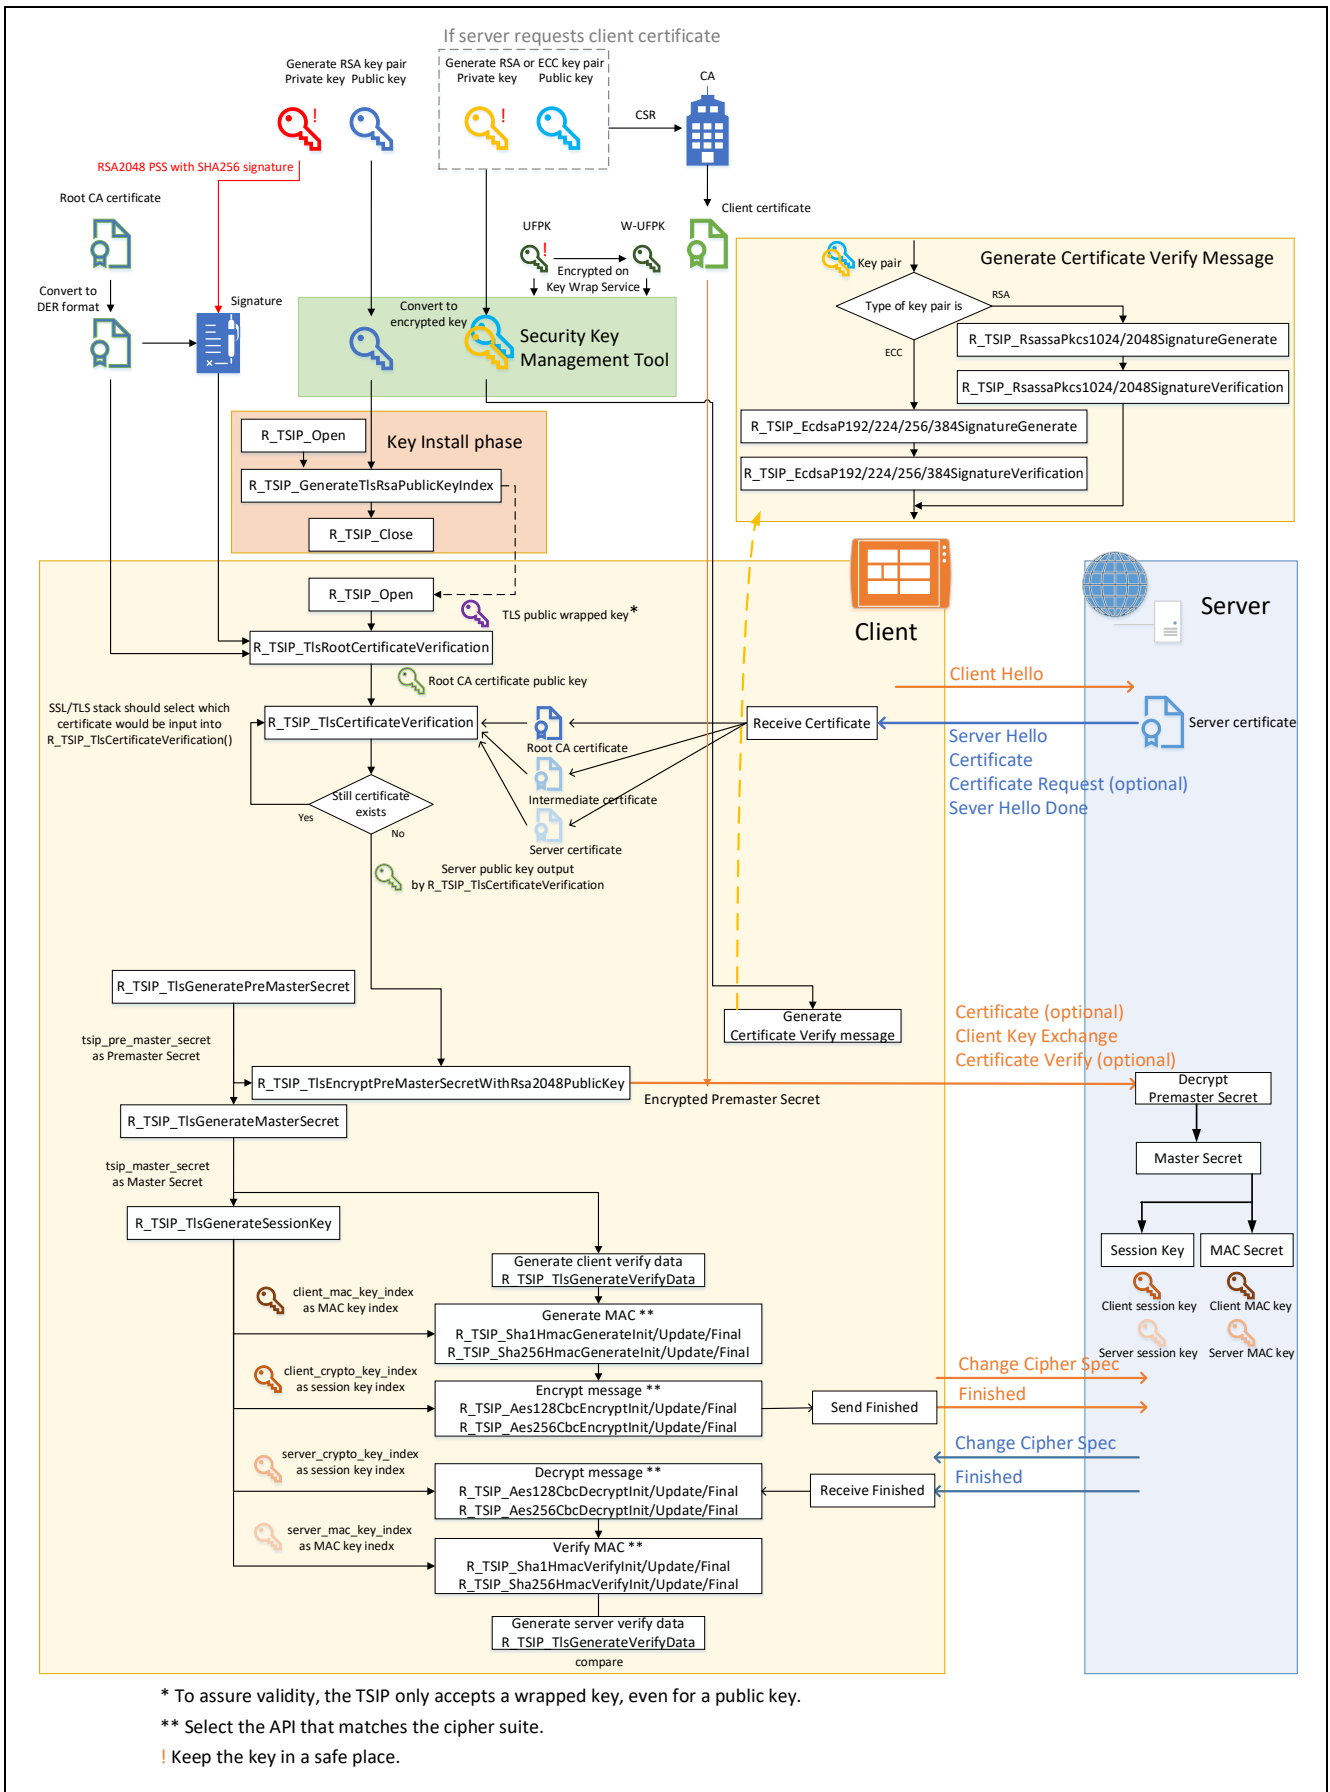 If server requests client certificate
Generate RSA key pair
Private key  Public key
Generate RSA or ECC key pair
Private key
Public key
CA
!
!
CSR
RSA2048 PSS with SHA256 signature
Root CA certificate
Client certificate
UFPK
W-UFPK
!
Encrypted on
Key Wrap Service
Convert to
DER format
Signature
Convert to
encrypted key
Security Key
Management Tool
Key pair
Generate Certificate Verify Message
Type of key pair is
RSA
ECC
R_TSIP_RsassaPkcs1024/2048SignatureGenerate
R_TSIP_RsassaPkcs1024/2048SignatureVerification
R_TSIP_EcdsaP192/224/256/384SignatureGenerate
R_TSIP_EcdsaP192/224/256/384SignatureVerification
R_TSIP_Open
Key Install phase
R_TSIP_GenerateTlsRsaPublicKeyIndex
R_TSIP_Close
R_TSIP_Open
TLS public wrapped key*
Client
Server
R_TSIP_TlsRootCertificateVerification
Root CA certificate public key
Client Hello
SSL/TLS stack should select which
certificate would be input into
R_TSIP_TlsCertificateVerification()
R_TSIP_TlsCertificateVerification
Root CA certificate
Receive Certificate
Server certificate
Server Hello
Certificate
Certificate Request (optional)
Sever Hello Done
Still certificate
exists
Yes
No
Intermediate certificate
Server certificate
Server public key output
by R_TSIP_TlsCertificateVerification
R_TSIP_TlsGeneratePreMasterSecret
Generate
Certificate Verify message
Certificate (optional)
Client Key Exchange
Certificate Verify (optional)
tsip_pre_master_secret
as Premaster Secret
R_TSIP_TlsEncryptPreMasterSecretWithRsa2048PublicKey
Encrypted Premaster Secret
Decrypt
Premaster Secret
R_TSIP_TlsGenerateMasterSecret
Master Secret
tsip_master_secret
as Master Secret
R_TSIP_TlsGenerateSessionKey
Session Key
MAC Secret
Generate client verify data
R_TSIP_TlsGenerateVerifyData
client_mac_key_index
as MAC key index
Client session key
Client MAC key
Generate MAC **
R_TSIP_Sha1HmacGenerateInit/Update/Final
R_TSIP_Sha256HmacGenerateInit/Update/Final
Server session key
Server MAC key
client_crypto_key_index
as session key index
Change Cipher Spec
Encrypt message **
R_TSIP_Aes128CbcEncryptInit/Update/Final
R_TSIP_Aes256CbcEncryptInit/Update/Final
Send Finished
Finished
server_crypto_key_index
as session key index
Change Cipher Spec
Decrypt message **
R_TSIP_Aes128CbcDecryptInit/Update/Final
R_TSIP_Aes256CbcDecryptInit/Update/Final
Receive Finished
Finished
server_mac_key_index
as MAC key inedx
Verify MAC **
R_TSIP_Sha1HmacVerifyInit/Update/Final
R_TSIP_Sha256HmacVerifyInit/Update/Final
Generate server verify data
R_TSIP_TlsGenerateVerifyData
compare
* To assure validity, the TSIP only accepts a wrapped key, even for a public key.
** Select the API that matches the cipher suite.
! Keep the key in a safe place.